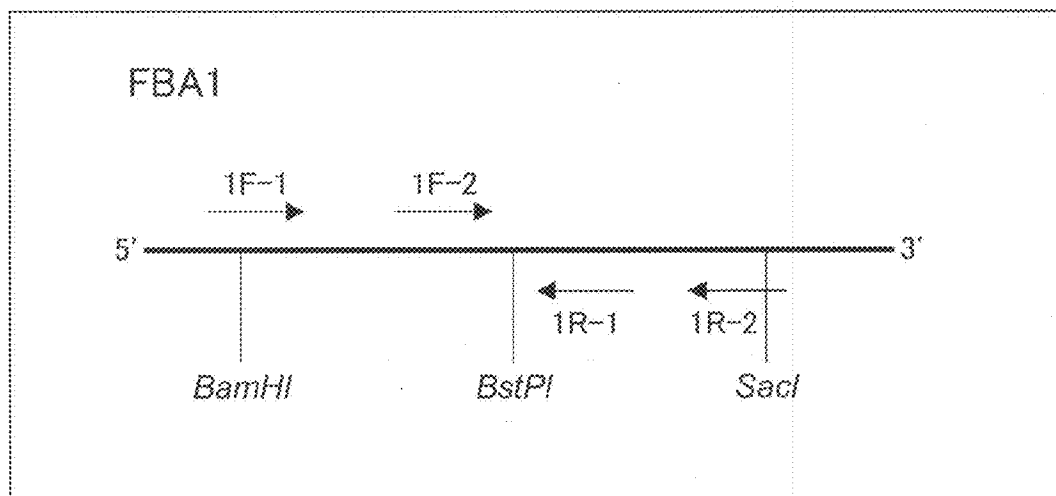 FBA1
1F-1 1F-2
5' 3'
1R-1 1R-2
BamHI BstPI SacI